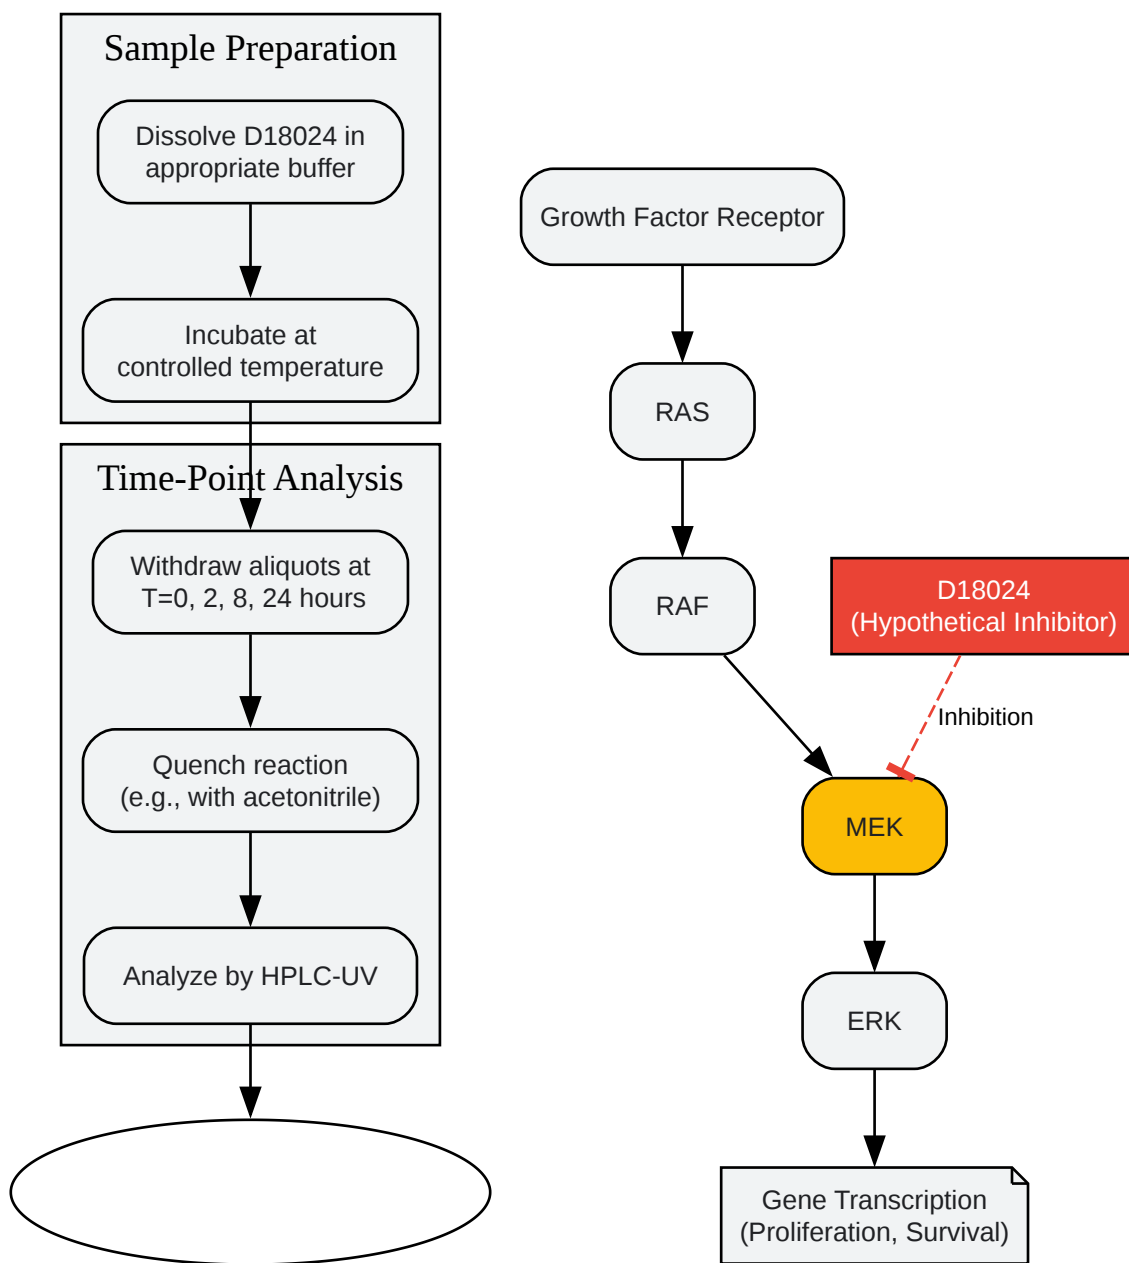 Sample Preparation
Dissolve D18024 in
appropriate buffer
Incubate at
controlled temperature
Time-Point Analysis
Withdraw aliquots at
T=0, 2, 8, 24 hours
Quench reaction
(e.g., with acetonitrile)
Analyze by HPLC-UV
Growth Factor Receptor
RAS
RAF
D18024
(Hypothetical Inhibitor)
Inhibition
MEK
ERK
Gene Transcription
(Proliferation, Survival)